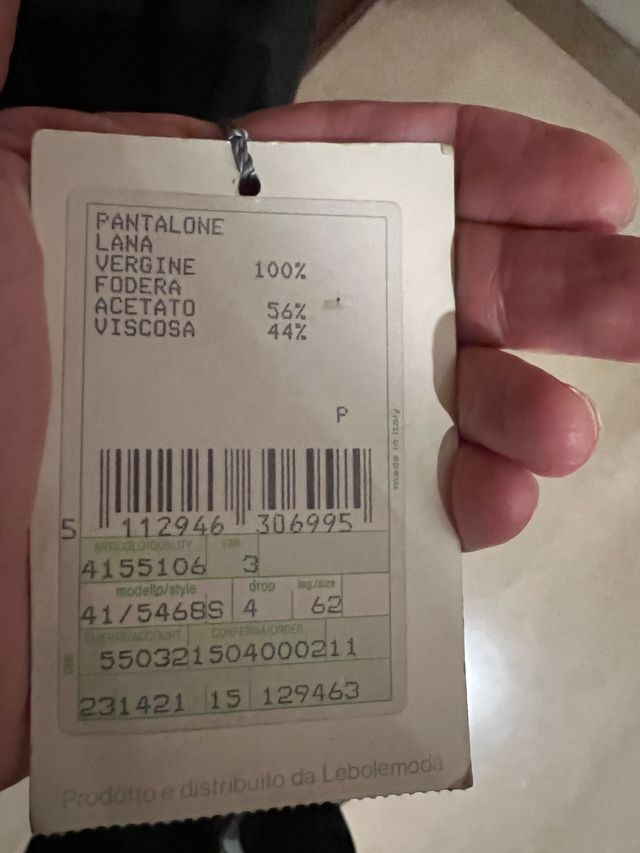 PANTALONE
LANA
VERGINE 100%
FODERA
ACETATO 56%
VISCOSA 44%
P
made in Italy
5 112946 306995
ARTICOLO/QUALITY VAR.
4155106 3
modello/style drop tag./size
41/5468S 4 62
CLIENTE/ACCOUNT CONFERMA/ORDER
550321504000211
231421 15 129463
Prodotto e distribuito da Lebolemoda